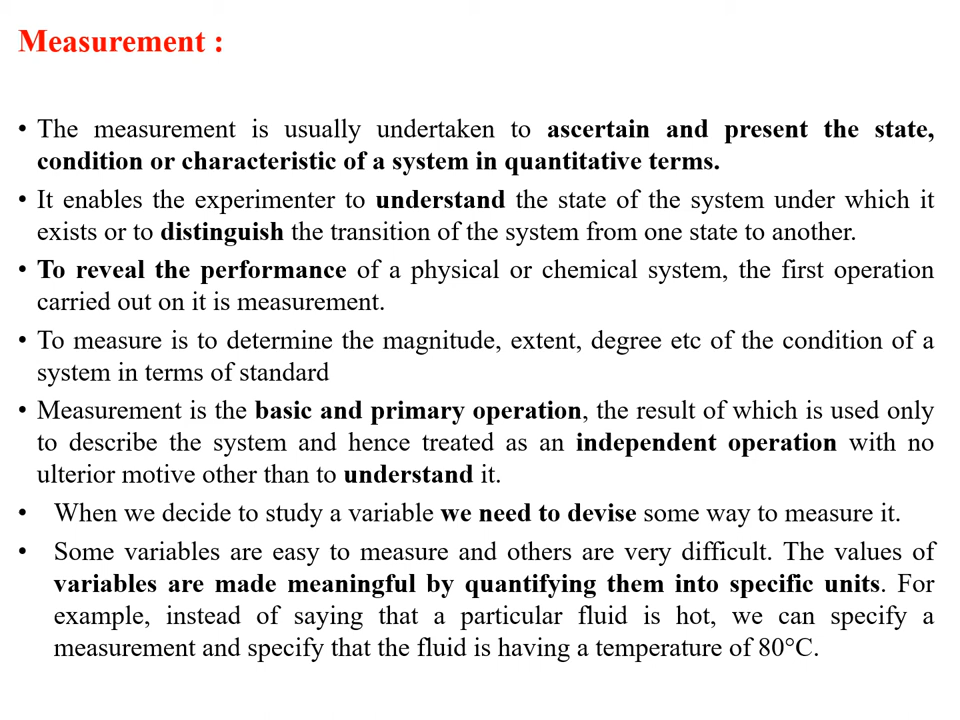 Measurement :
• The measurement is usually undertaken to ascertain and present the state,
condition or characteristic of a system in quantitative terms.
• It enables the experimenter to understand the state of the system under which it
exists or to distinguish the transition of the system from one state to another.
• To reveal the performance of a physical or chemical system, the first operation
carried out on it is measurement.
• To measure is to determine the magnitude, extent, degree etc of the condition of a
system in terms of standard
• Measurement is the basic and primary operation, the result of which is used only
to describe the system and hence treated as an independent operation with no
ulterior motive other than to understand it.
• When we decide to study a variable we need to devise some way to measure it.
• Some variables are easy to measure and others are very difficult. The values of
variables are made meaningful by quantifying them into specific units. For
example, instead of saying that a particular fluid is hot, we can specify a
measurement and specify that the fluid is having a temperature of 80°C.